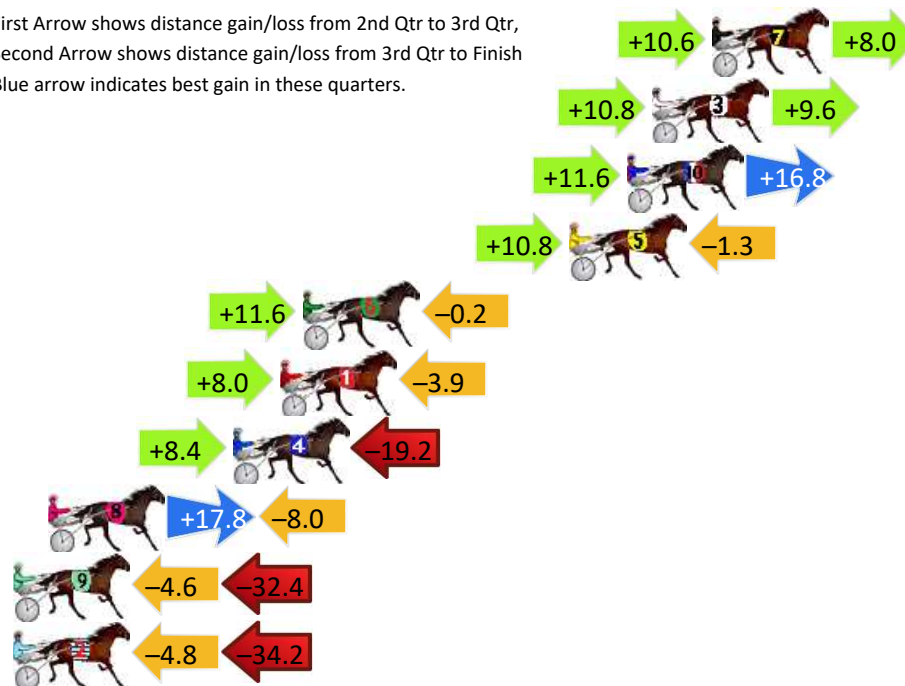 irst Arrow shows distance gain/loss from 2nd Qtr to 3rd Qtr,
Second Arrow shows distance gain/loss from 3rd Qtr to Finish
Blue arrow indicates best gain in these quarters.
+10.6 7 +8.0
+10.8 3 +9.6
+11.6 10 +16.8
+10.8 5 –1.3
+11.6 6 –0.2
+8.0 1 –3.9
+8.4 4 –19.2
8 +17.8 –8.0
9 –4.6 –32.4
2 –4.8 –34.2